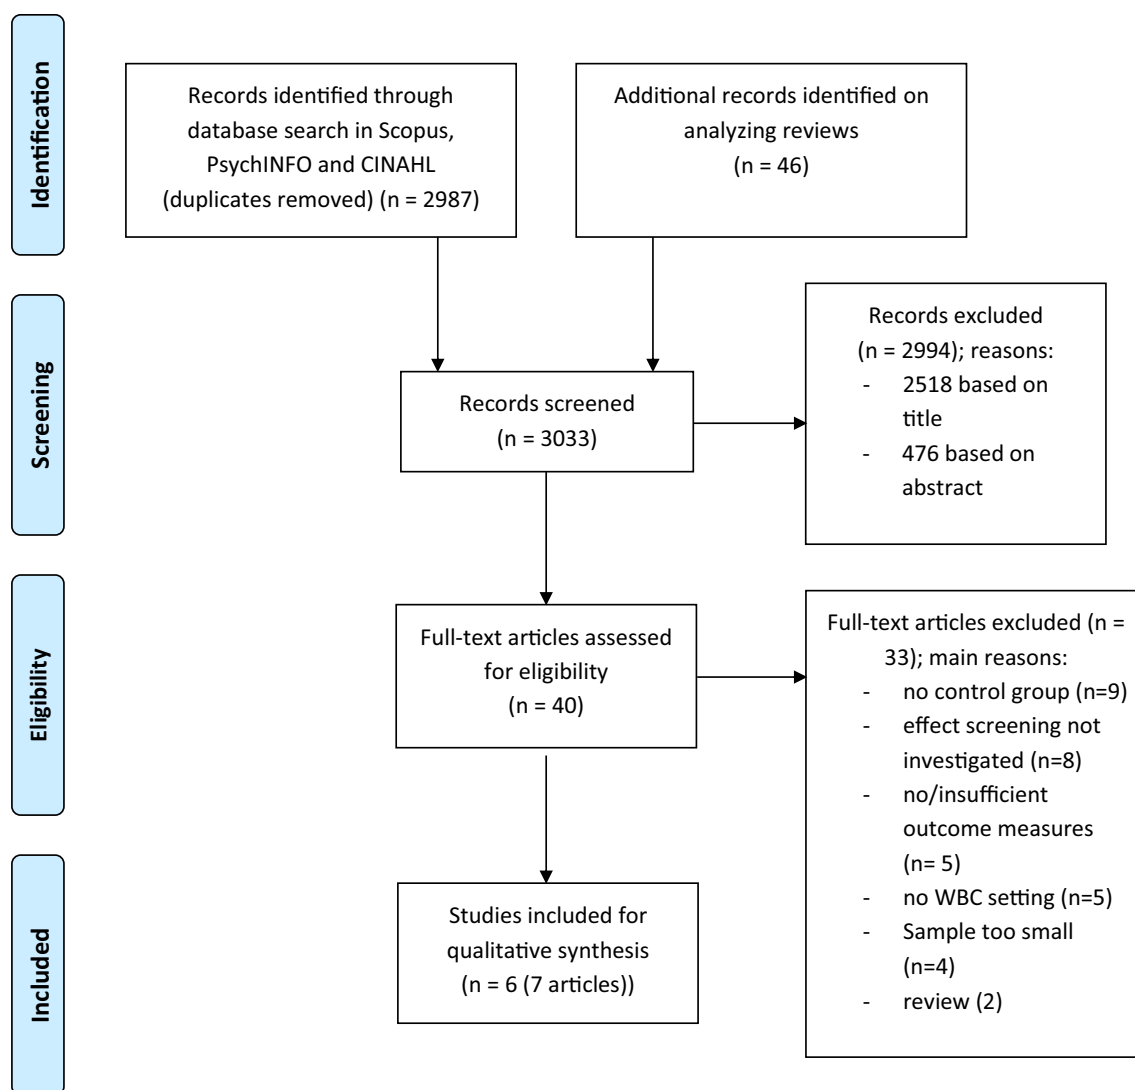 Identification
Records identified through
database search in Scopus,
PsychINFO and CINAHL
(duplicates removed) (n = 2987)
Additional records identified on
analyzing reviews
(n = 46)
Screening
Records screened
(n = 3033)
Records excluded
(n = 2994); reasons:
- 2518 based on
title
- 476 based on
abstract
Eligibility
Full-text articles assessed
for eligibility
(n = 40)
Full-text articles excluded (n =
33); main reasons:
- no control group (n=9)
- effect screening not
investigated (n=8)
- no/insufficient
outcome measures
(n= 5)
- no WBC setting (n=5)
- Sample too small
(n=4)
- review (2)
Included
Studies included for
qualitative synthesis
(n = 6 (7 articles))